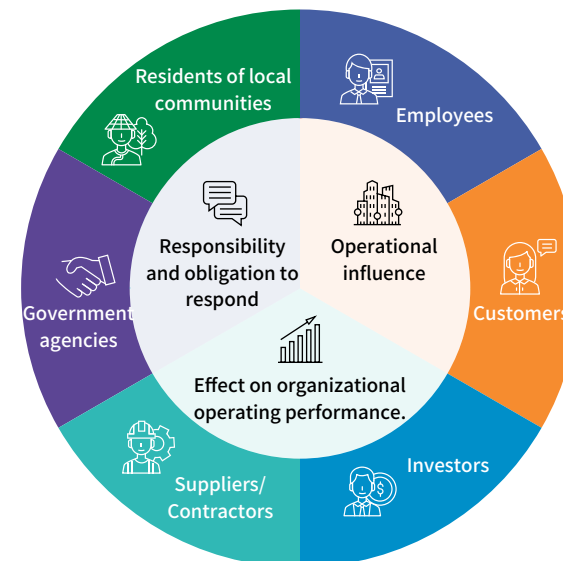 Residents of local
communities
Employees
Responsibility
and obligation to
respond
Operational
influence
Government
agencies
Customers
Effect on organizational
operating performance.
Suppliers/
Contractors
Investors
$